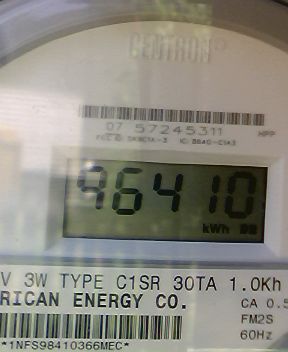 CENTRON®
07 57245311
HPP
96410
kWh
V 3W TYPE C1SR 30TA 1.0Kh
RICAN ENERGY CO.
CA 0.5
FM2S
60Hz
*1NFS98410366MEC*